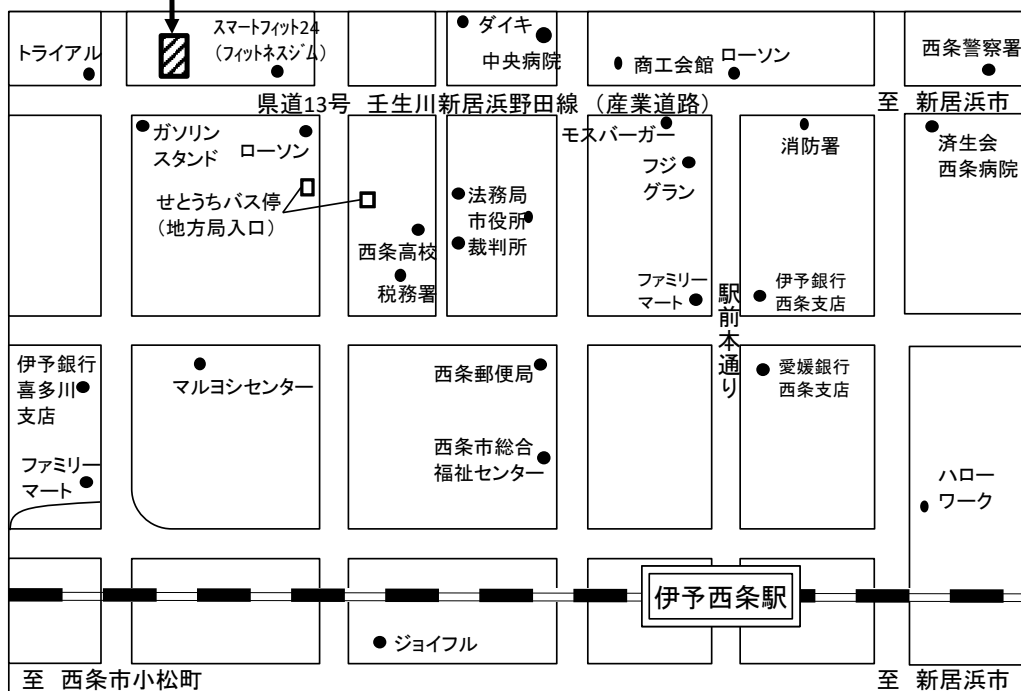 トライアル
スマートフィット24
（フィットネスジム）
ダイキ
中央病院
商工会館
ローソン
西条警察署
県道13号 壬生川新居浜野田線（産業道路）
至 新居浜市
ガソリン
スタンド
ローソン
せとうちバス停
（地方局入口）
西条高校
税務署
法務局
市役所
裁判所
モスバーガー
フジ
グラン
ファミリー
マート
消防署
伊予銀行
西条支店
済生会
西条病院
駅前本通り
伊予銀行
喜多川
支店
ファミリー
マート
マルヨシセンター
西条郵便局
西条市総合
福祉センター
愛媛銀行
西条支店
ハロー
ワーク
伊予西条駅
ジョイフル
至 西条市小松町
至 新居浜市